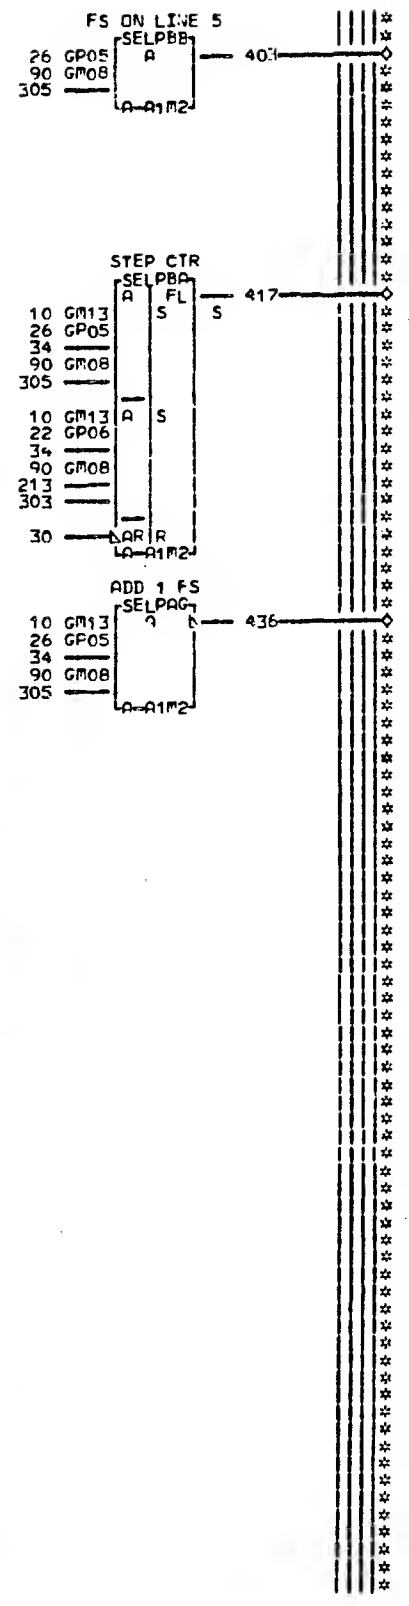 FS ON LINE 5
SELPBB
26 GP05 A 403
90 GM08
305
A-A1M2
STEP CTR
SELPBA
A FL 417
10 GM13 S S
26 GP05
34
90 GM08
305
10 GM13 A S
22 GP06
34
90 GM08
213
303
30 AR R
A-A1M2
ADD 1 FS
SELPAG
10 GM13 A 436
26 GP05
34
90 GM08
305
A-A1M2